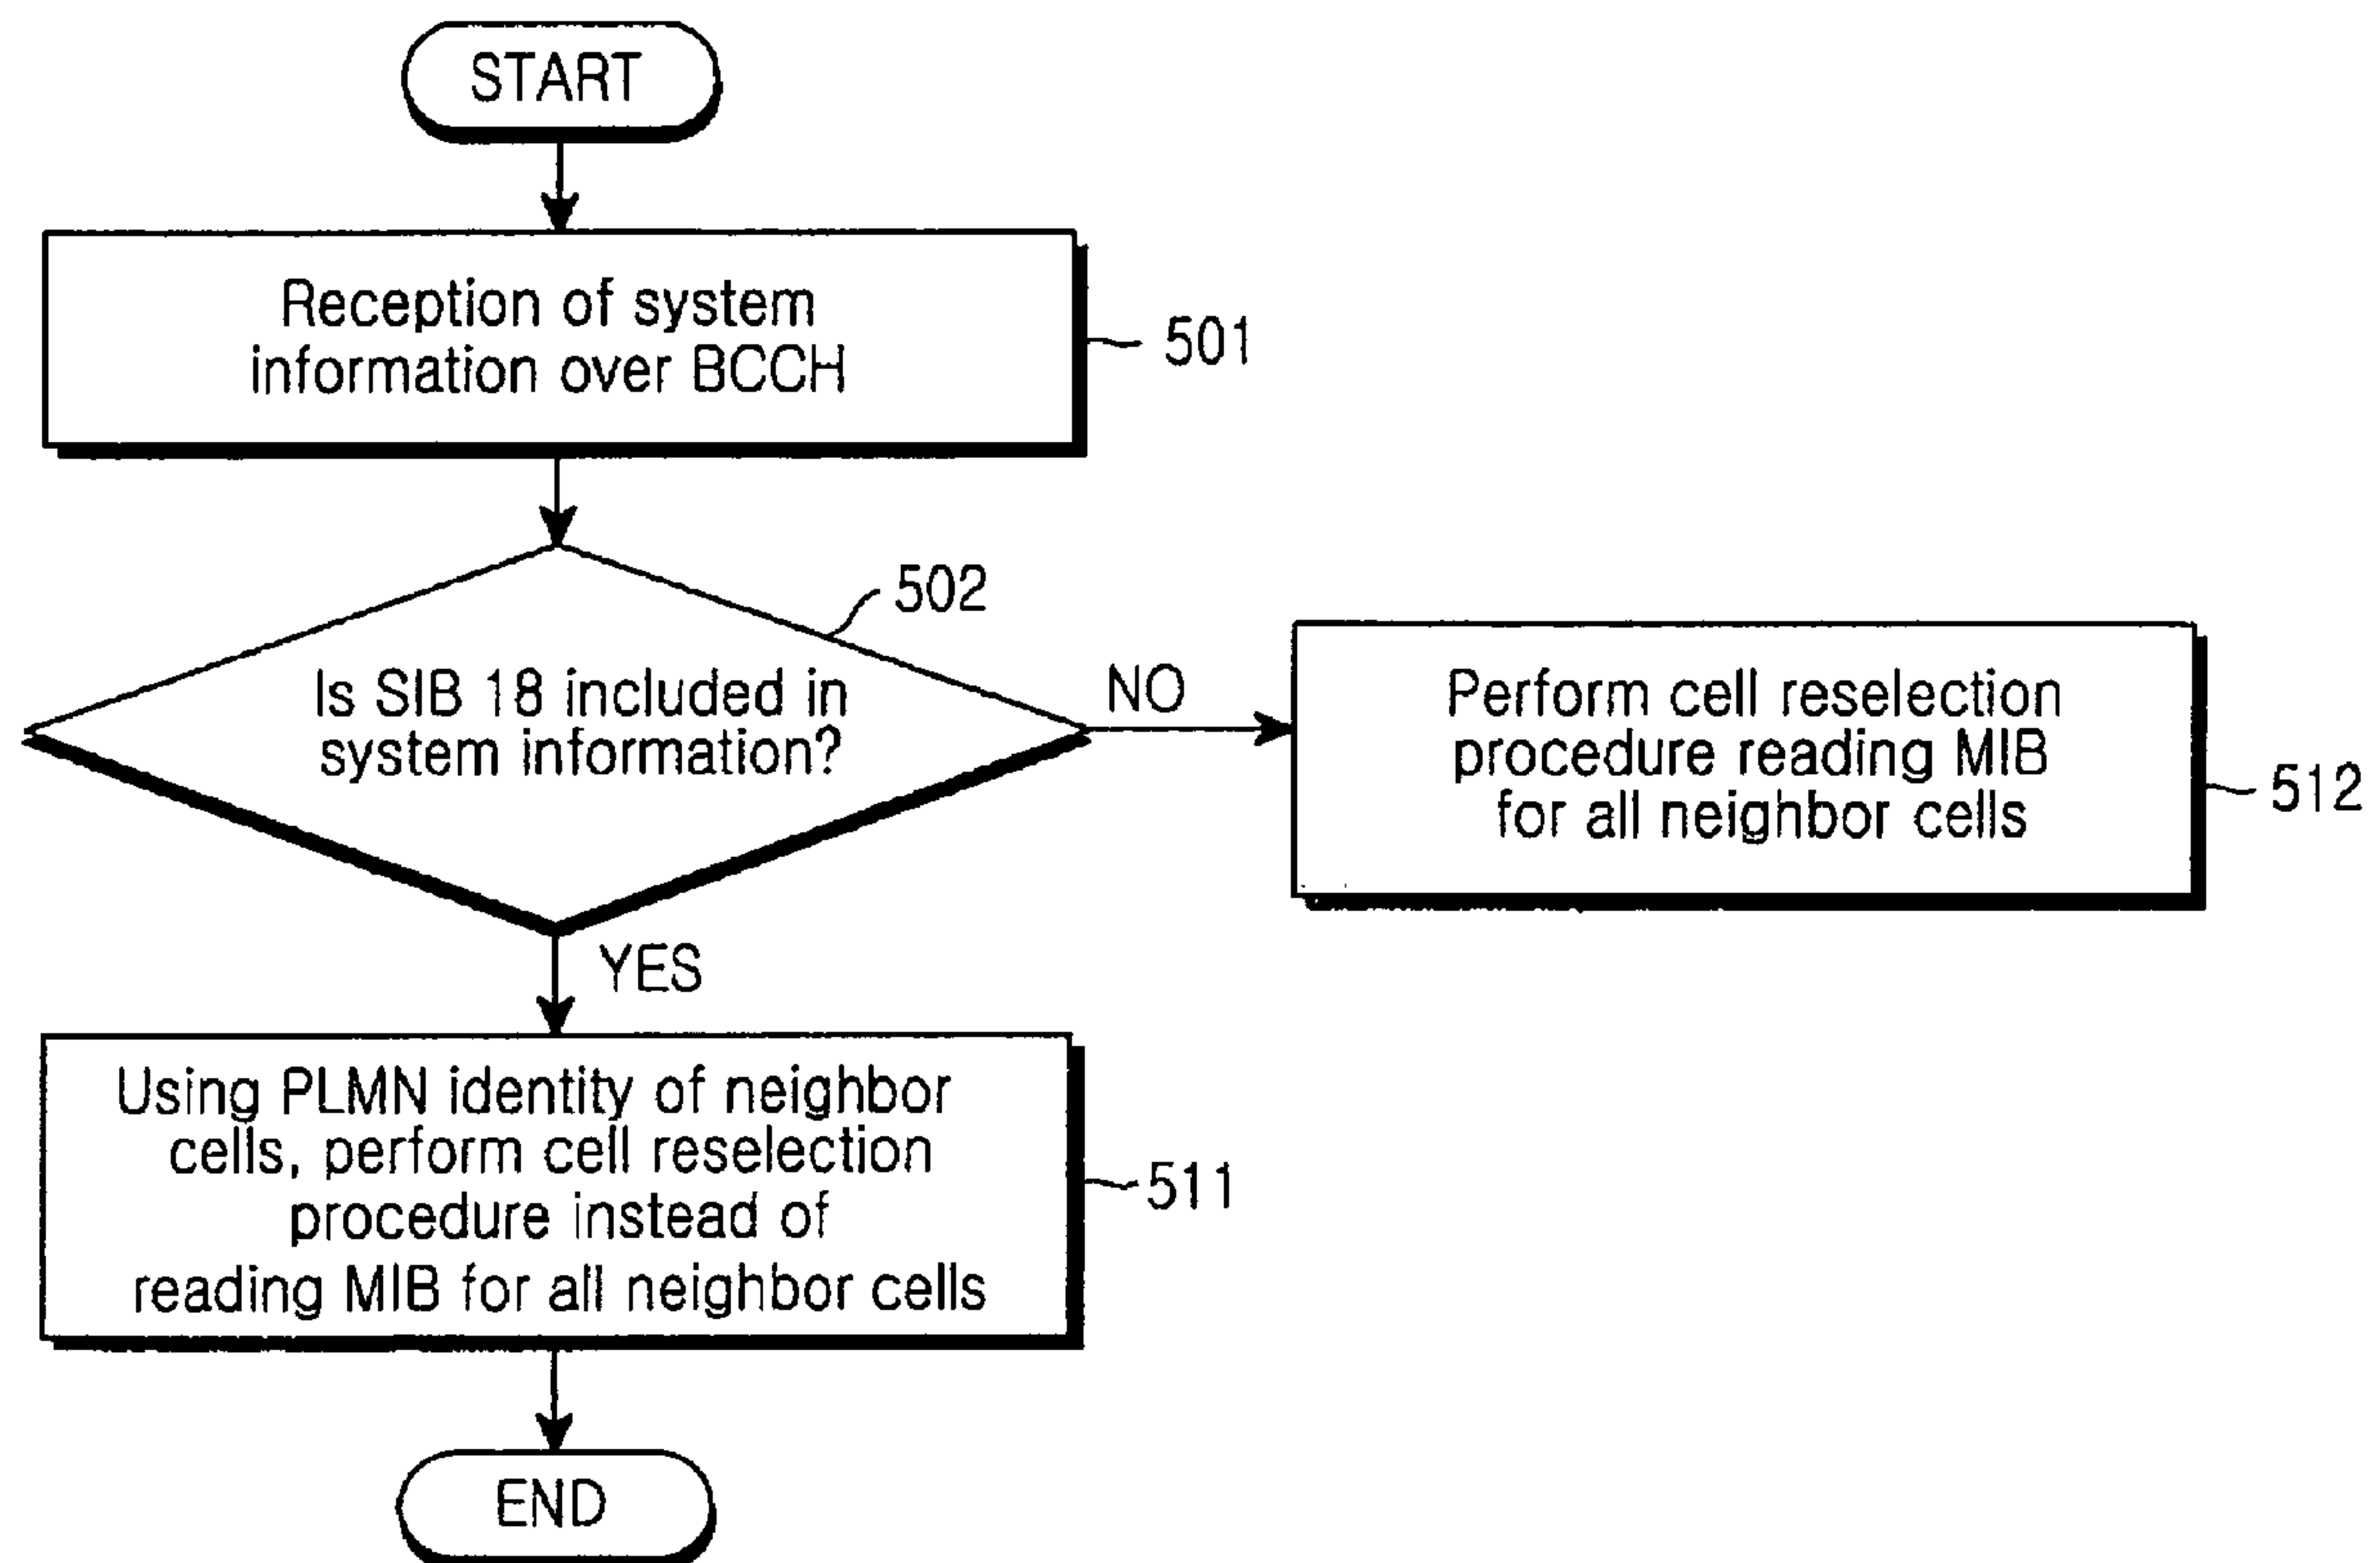 START
Reception of system
information over BCCH
501
502
Is SIB 18 included in
system information?
NO
Perform cell reselection
procedure reading MIB
for all neighbor cells
512
YES
Using PLMN identity of neighbor
cells, perform cell reselection
procedure instead of
reading MIB for all neighbor cells
511
END